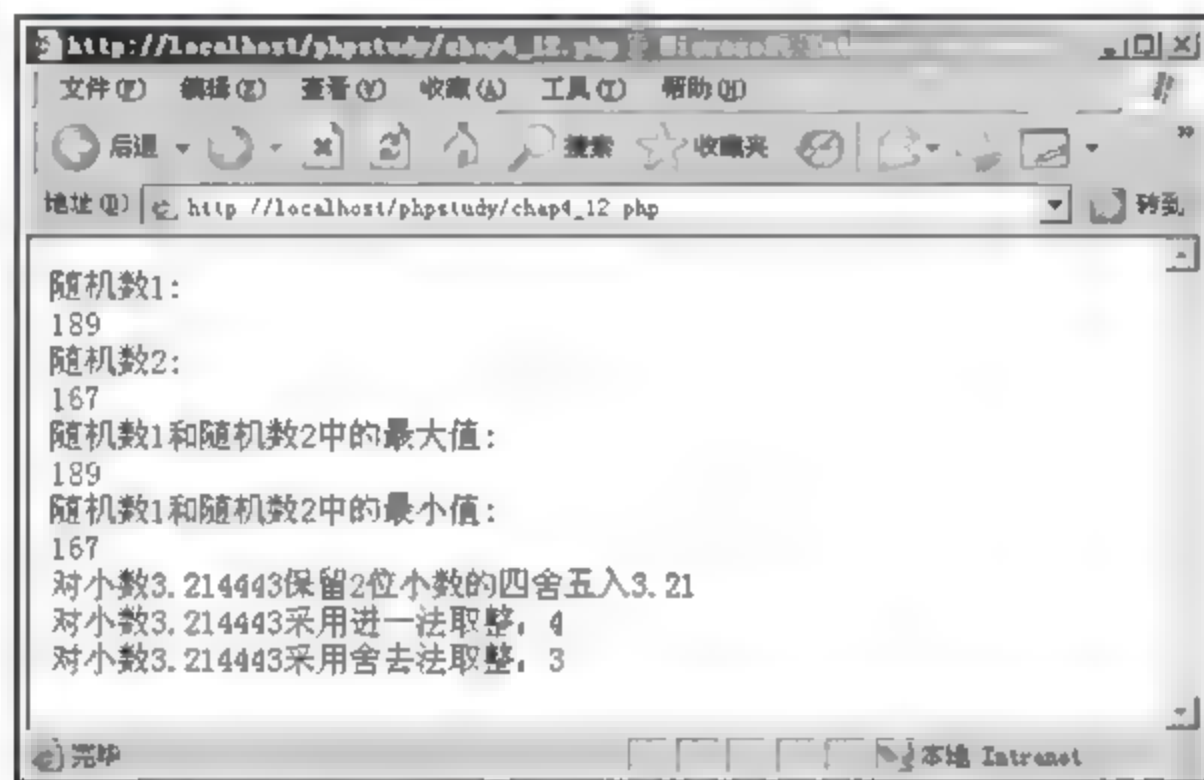 http://localhost/phpstudy/chap4_12.php
文件(F) 编辑(E) 查看(V) 收藏(A) 工具(T) 帮助(H)
后退 搜索 收藏夹 »
地址(D) http //localhost/phpstudy/chap4_12 php 转到
随机数1:
189
随机数2:
167
随机数1和随机数2中的最大值:
189
随机数1和随机数2中的最小值:
167
对小数3.214443保留2位小数的四舍五入3.21
对小数3.214443采用进一法取整, 4
对小数3.214443采用舍去法取整, 3
完毕 本地 Intranet